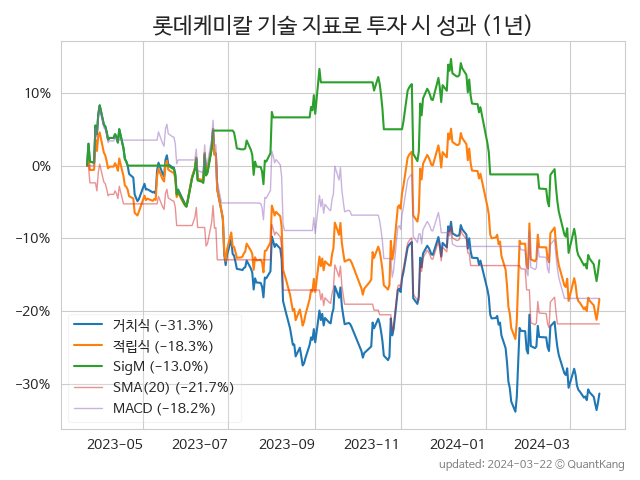 롯데케미칼 기술 지표로 투자 시 성과 (1년)
10%
0%
−10%
−20%
−30%
거치식 (−31.3%)
적립식 (−18.3%)
SigM (−13.0%)
SMA(20) (−21.7%)
MACD (−18.2%)
2023−05
2023−07
2023−09
2023−11
2024−01
2024−03
updated: 2024−03−22 © QuantKang